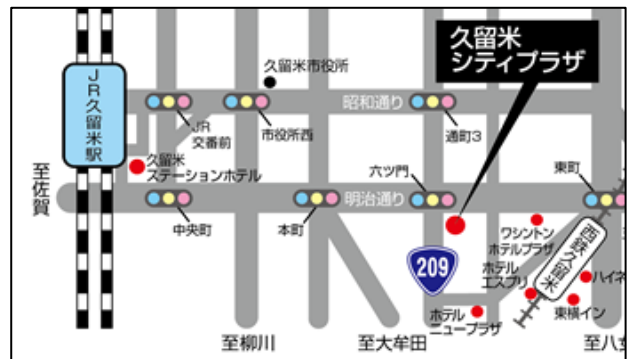 久留米
シティプラザ
久留米市役所
JR久留米駅
昭和通り
JR
交番前
市役所西
通町3
久留米
ステーションホテル
六ツ門
東町
至佐賀
明治通り
中央町
本町
ワシントン
ホテルプラザ
西鉄久留米
209
ホテル
エスプリ
ハイネ
東横イン
ホテル
ニュープラザ
至柳川
至大牟田
至八